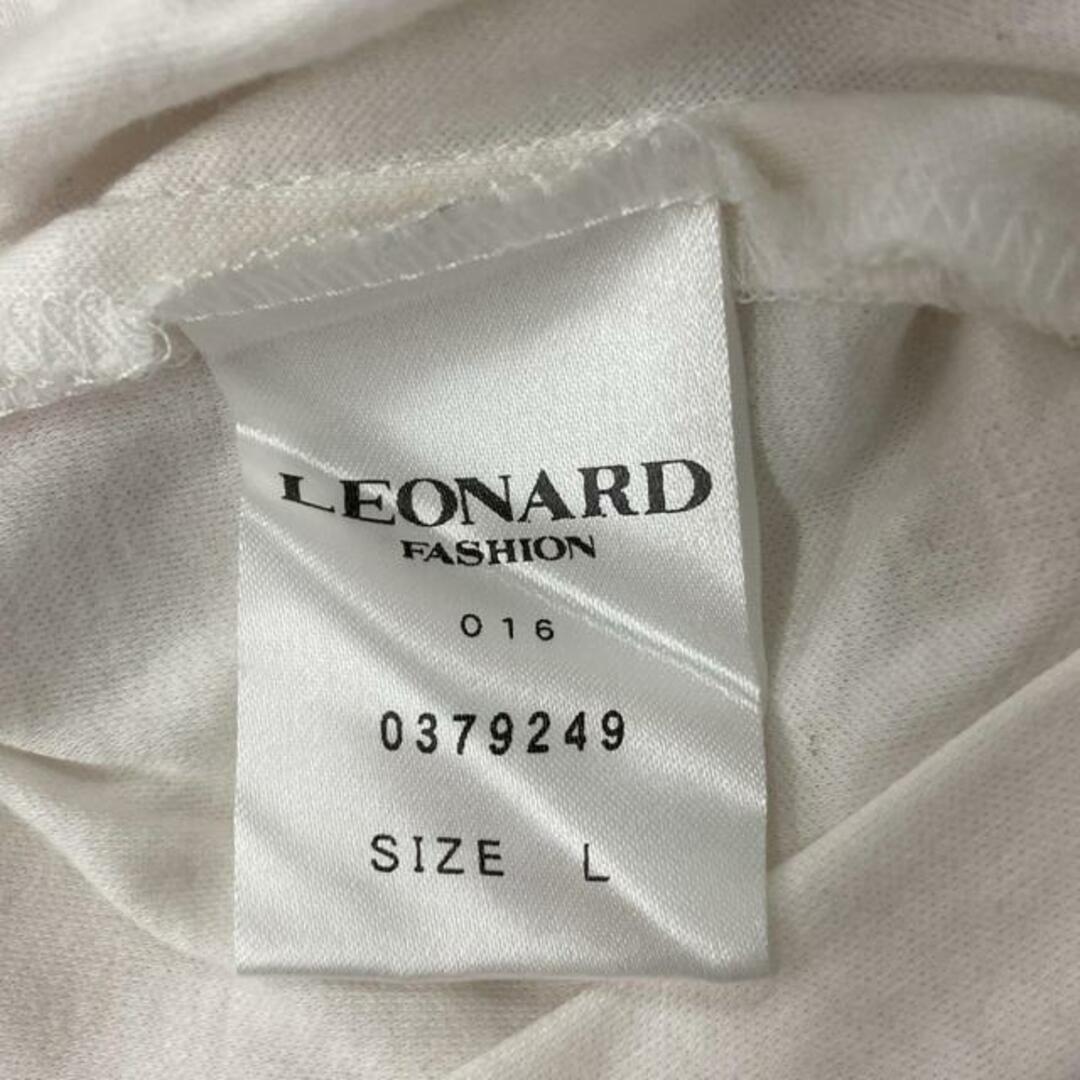 LEONARD
FASHION
016
0379249
SIZE L